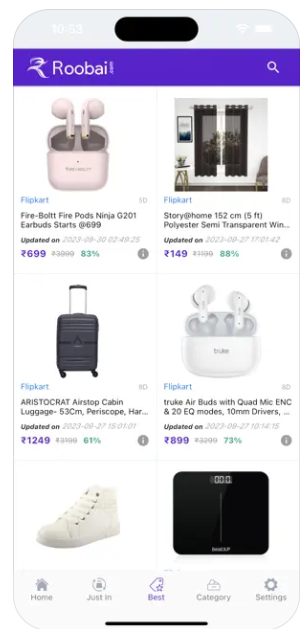 10:53
Roobai.com
Flipkart 5D
Fire-Boltt Fire Pods Ninja G201
Earbuds Starts @699
Updated on 2023-09-30 02:49:25
₹699 ₹3999 83%
Flipkart 8D
Story@home 152 cm (5 ft)
Polyester Semi Transparent Win...
Updated on 2023-09-27 17:01:42
₹149 ₹1199 88%
truke
Flipkart 8D
ARISTOCRAT Airstop Cabin
Luggage- 53Cm, Periscope, Har...
Updated on 2023-09-27 15:01:01
₹1249 ₹3199 61%
Flipkart 8D
truke Air Buds with Quad Mic ENC
& 20 EQ modes, 10mm Drivers, ...
Updated on 2023-09-27 10:14:15
₹899 ₹3299 73%
Home
Just In
Best
Category
Settings